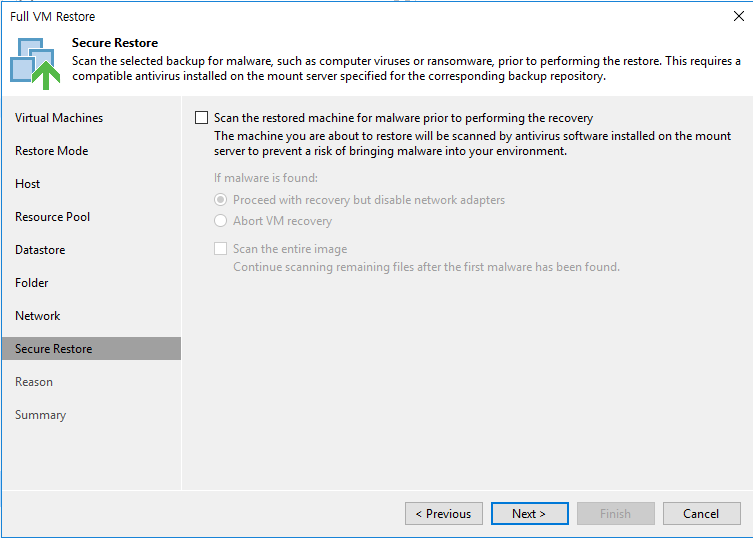 Full VM Restore
Secure Restore
Scan the selected backup for malware, such as computer viruses or ransomware, prior to performing the restore. This requires a
compatible antivirus installed on the mount server specified for the corresponding backup repository.
Virtual Machines
Restore Mode
Host
Resource Pool
Datastore
Folder
Network
Secure Restore
Reason
Summary
Scan the restored machine for malware prior to performing the recovery
The machine you are about to restore will be scanned by antivirus software installed on the mount
server to prevent a risk of bringing malware into your environment.
If malware is found:
Proceed with recovery but disable network adapters
Abort VM recovery
Scan the entire image
Continue scanning remaining files after the first malware has been found.
< Previous
Next >
Finish
Cancel